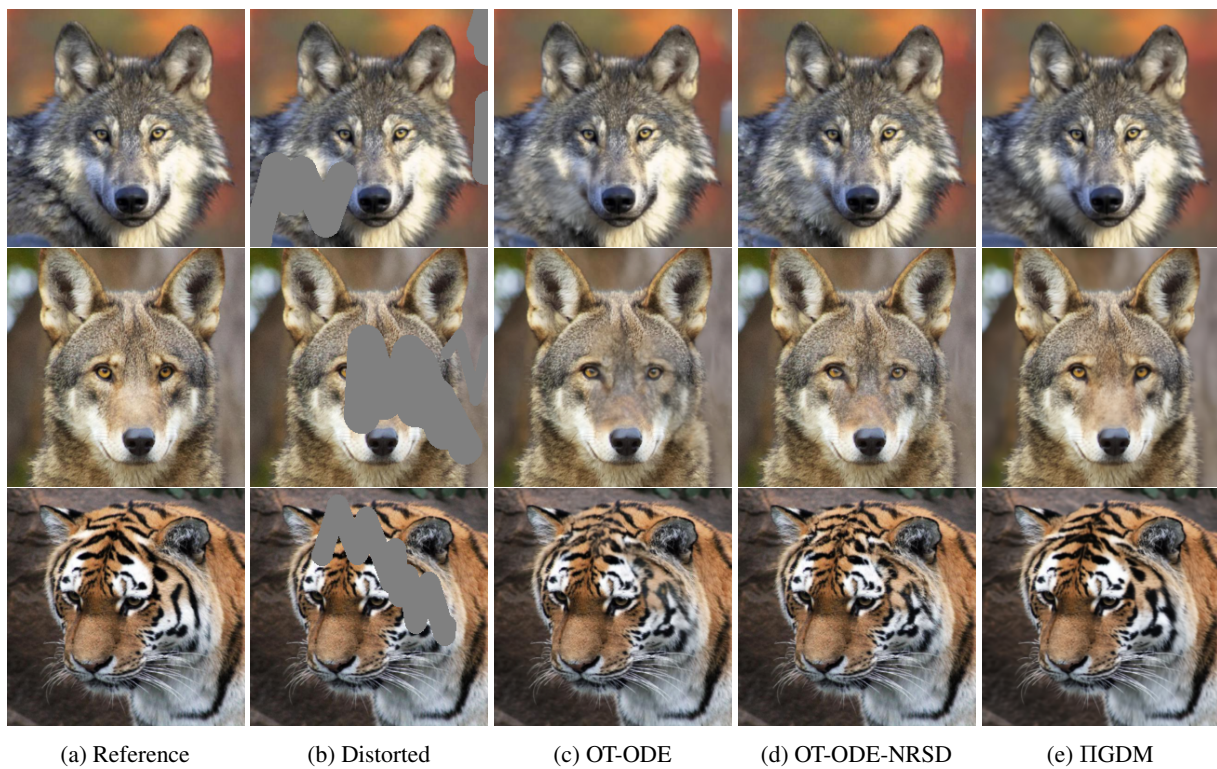 (a) Reference
(b) Distorted
(c) OT-ODE
(d) OT-ODE-NRSD
(e) ΠGDM